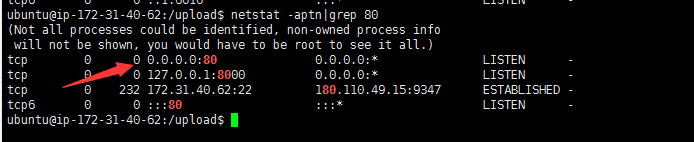 ubuntu@ip-172-31-40-62:/upload$ netstat -aptn|grep 80
(Not all processes could be identified, non-owned process info
 will not be shown, you would have to be root to see it all.)
tcp        0      0 0.0.0.0:80              0.0.0.0:*               LISTEN      -
tcp        0      0 127.0.0.1:8000          0.0.0.0:*               LISTEN      -
tcp        0    232 172.31.40.62:22         180.110.49.15:9347      ESTABLISHED -
tcp6       0      0 :::80                   :::*                    LISTEN      -
ubuntu@ip-172-31-40-62:/upload$